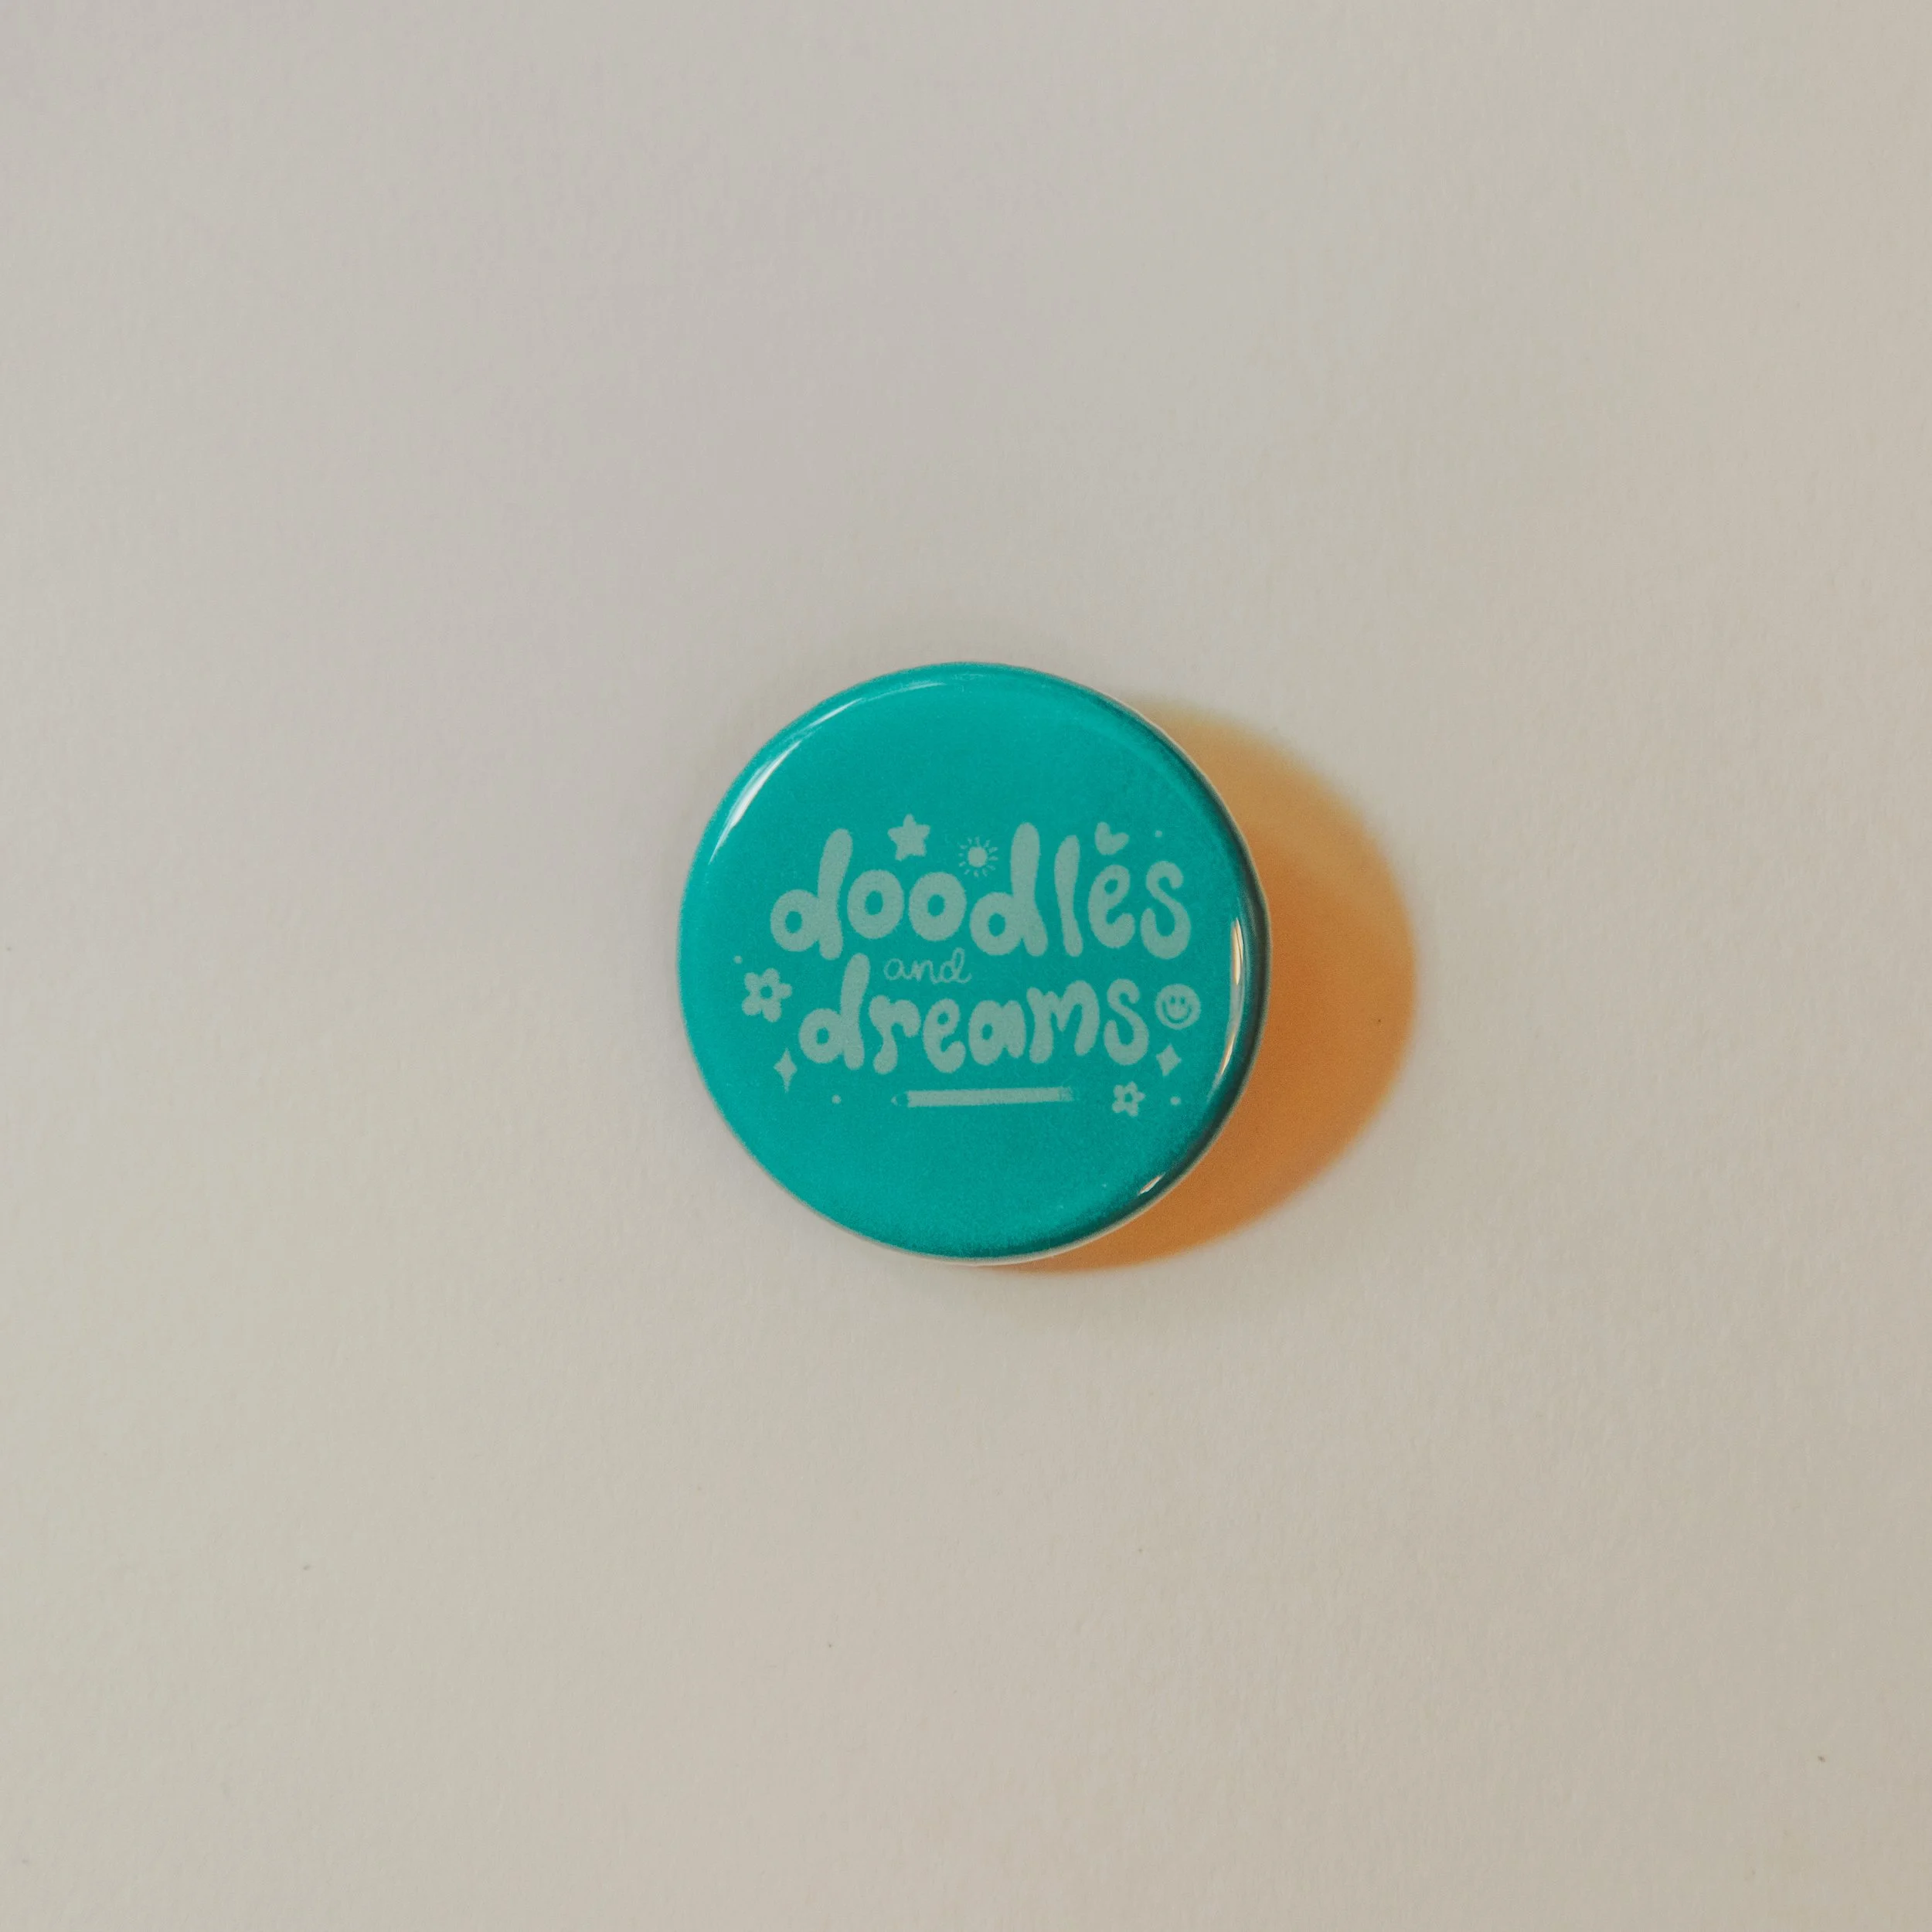 doodles
and
dreams